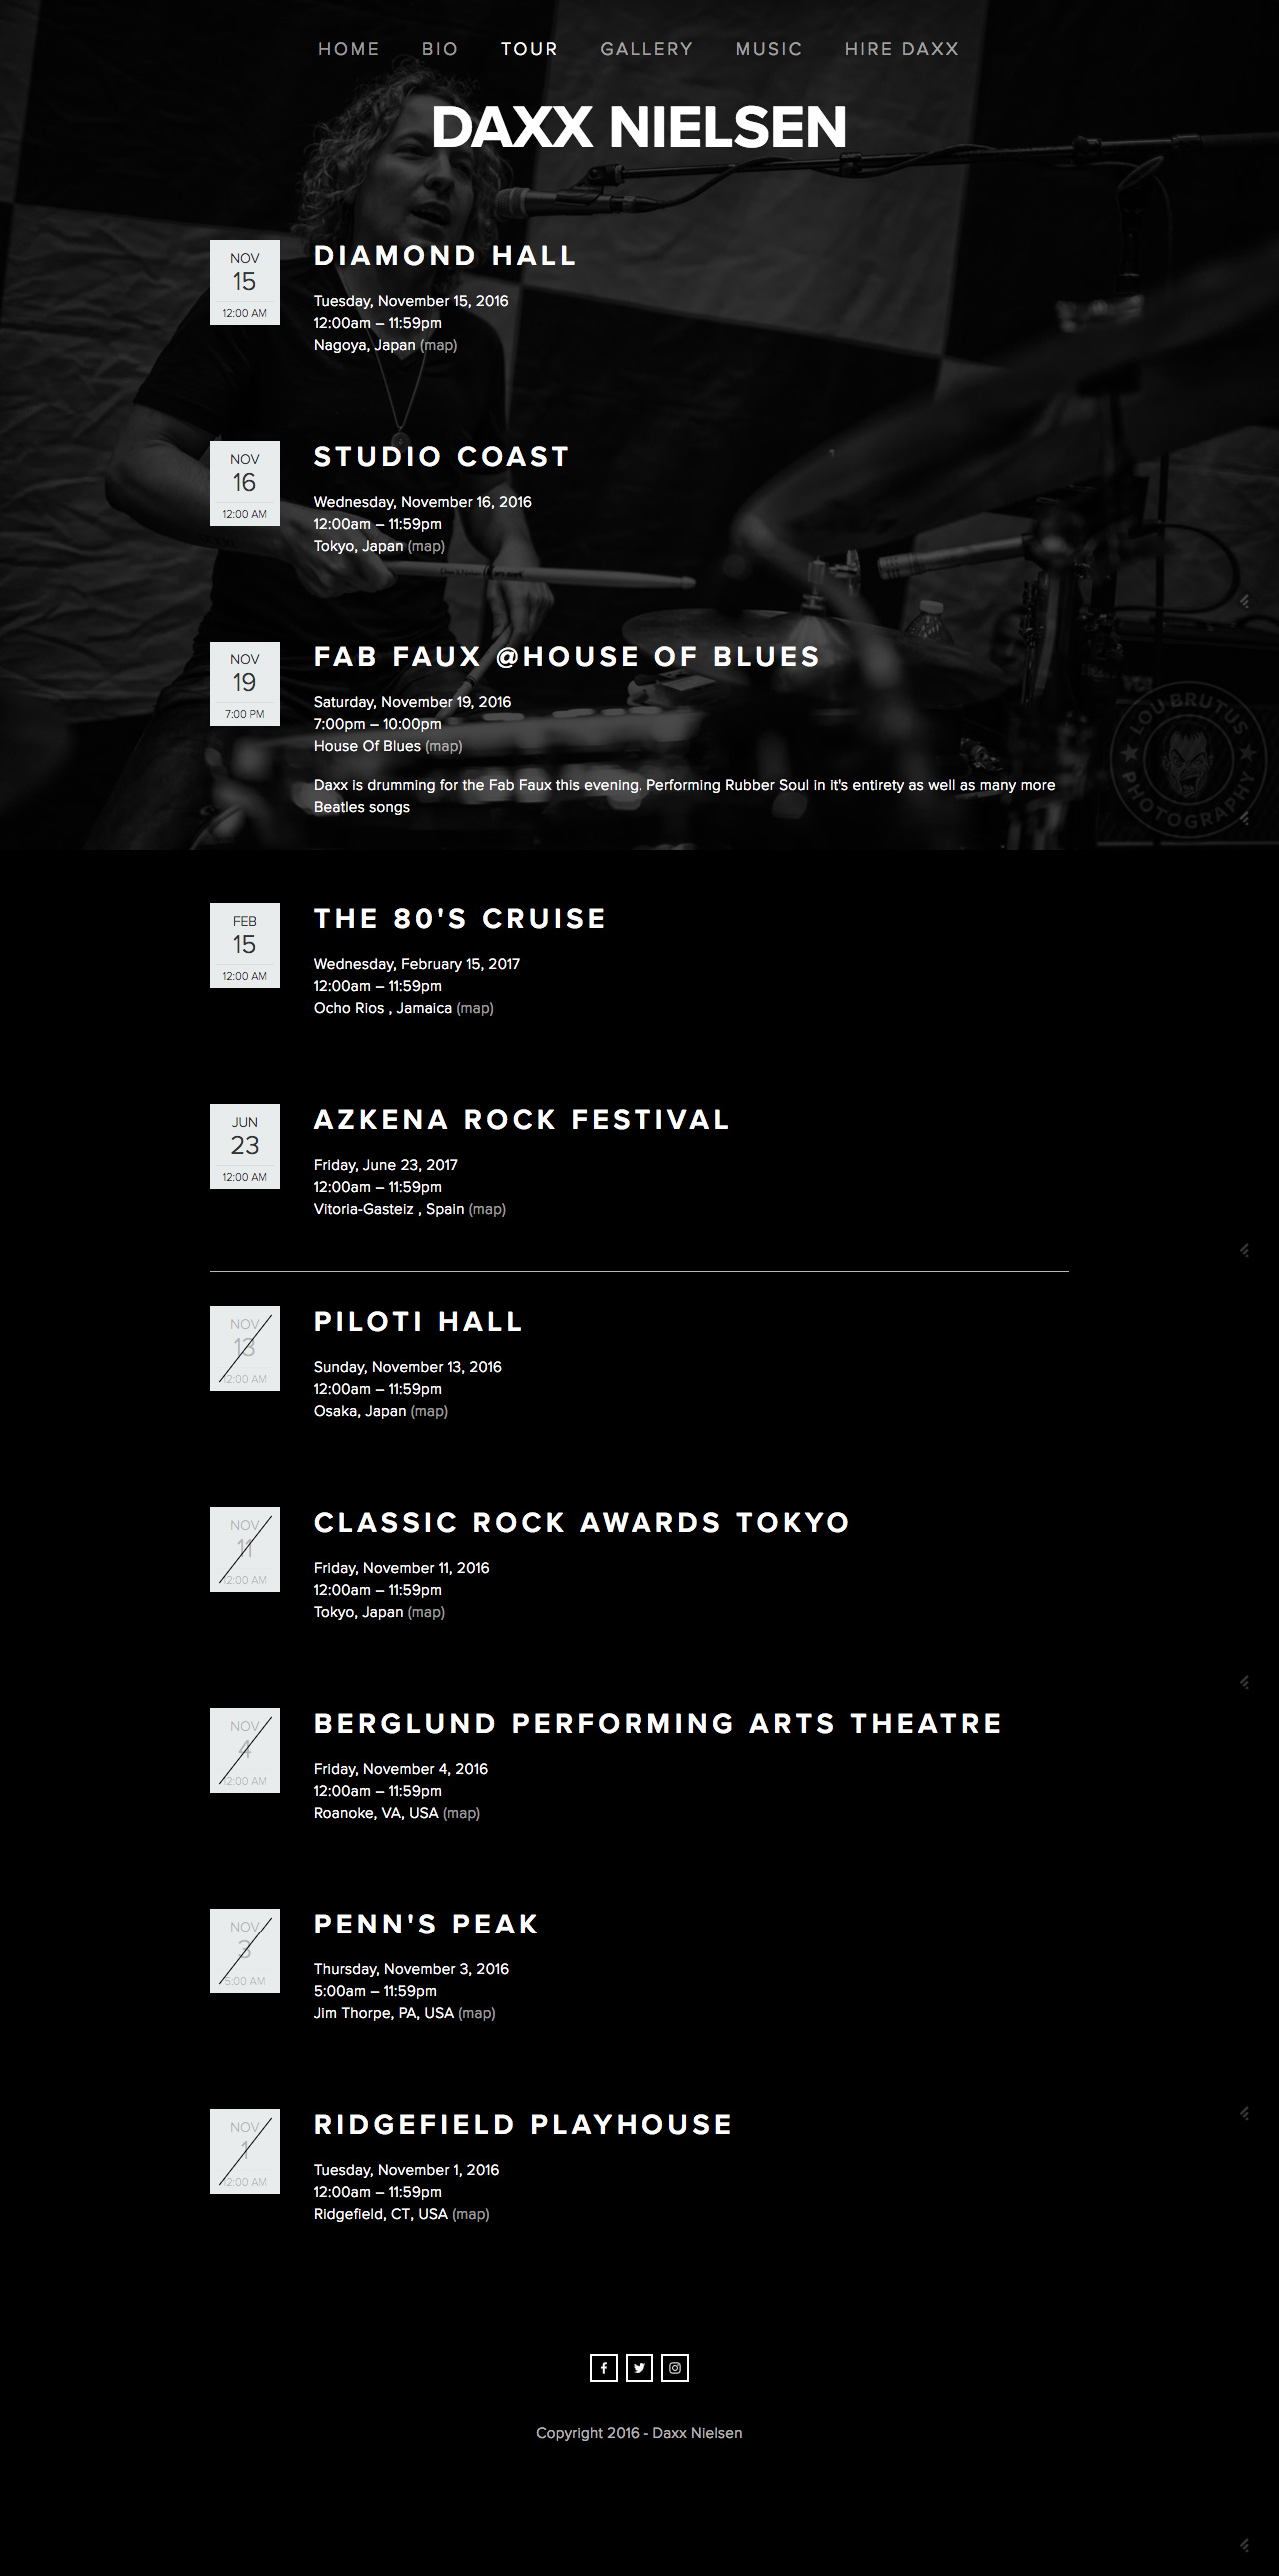 HOME BIO TOUR GALLERY MUSIC HIRE DAXX
DAXX NIELSEN
NOV
15
12:00 AM
DIAMOND HALL
Tuesday, November 15, 2016
12:00am – 11:59pm
Nagoya, Japan (map)
NOV
16
12:00 AM
STUDIO COAST
Wednesday, November 16, 2016
12:00am – 11:59pm
Tokyo, Japan (map)
NOV
19
7:00 PM
FAB FAUX @HOUSE OF BLUES
Saturday, November 19, 2016
7:00pm – 10:00pm
House Of Blues (map)
Daxx is drumming for the Fab Faux this evening. Performing Rubber Soul in it's entirety as well as many more
Beatles songs
LOU BRUTUS
PHOTOGRAPHY
FEB
15
12:00 AM
THE 80'S CRUISE
Wednesday, February 15, 2017
12:00am – 11:59pm
Ocho Rios , Jamaica (map)
JUN
23
12:00 AM
AZKENA ROCK FESTIVAL
Friday, June 23, 2017
12:00am – 11:59pm
Vitoria-Gasteiz , Spain (map)
NOV
13
12:00 AM
PILOTI HALL
Sunday, November 13, 2016
12:00am – 11:59pm
Osaka, Japan (map)
NOV
11
12:00 AM
CLASSIC ROCK AWARDS TOKYO
Friday, November 11, 2016
12:00am – 11:59pm
Tokyo, Japan (map)
NOV
4
12:00 AM
BERGLUND PERFORMING ARTS THEATRE
Friday, November 4, 2016
12:00am – 11:59pm
Roanoke, VA, USA (map)
NOV
3
5:00 AM
PENN'S PEAK
Thursday, November 3, 2016
5:00am – 11:59pm
Jim Thorpe, PA, USA (map)
NOV
1
12:00 AM
RIDGEFIELD PLAYHOUSE
Tuesday, November 1, 2016
12:00am – 11:59pm
Ridgefield, CT, USA (map)
Copyright 2016 - Daxx Nielsen